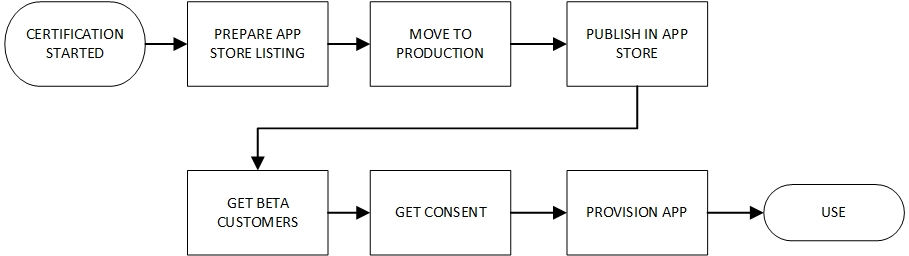 CERTIFICATION
STARTED
PREPARE APP
STORE LISTING
MOVE TO
PRODUCTION
PUBLISH IN APP
STORE
GET BETA
CUSTOMERS
GET CONSENT
PROVISION APP
USE